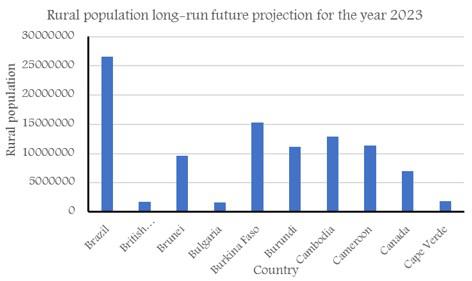 Rural population long-run future projection for the year 2023
30000000
25000000
20000000
15000000
10000000
5000000
0
Rural population
Brazil
British...
Brunei
Bulgaria
Burkina Faso
Burundi
Cambodia
Cameroon
Canada
Cape Verde
Country